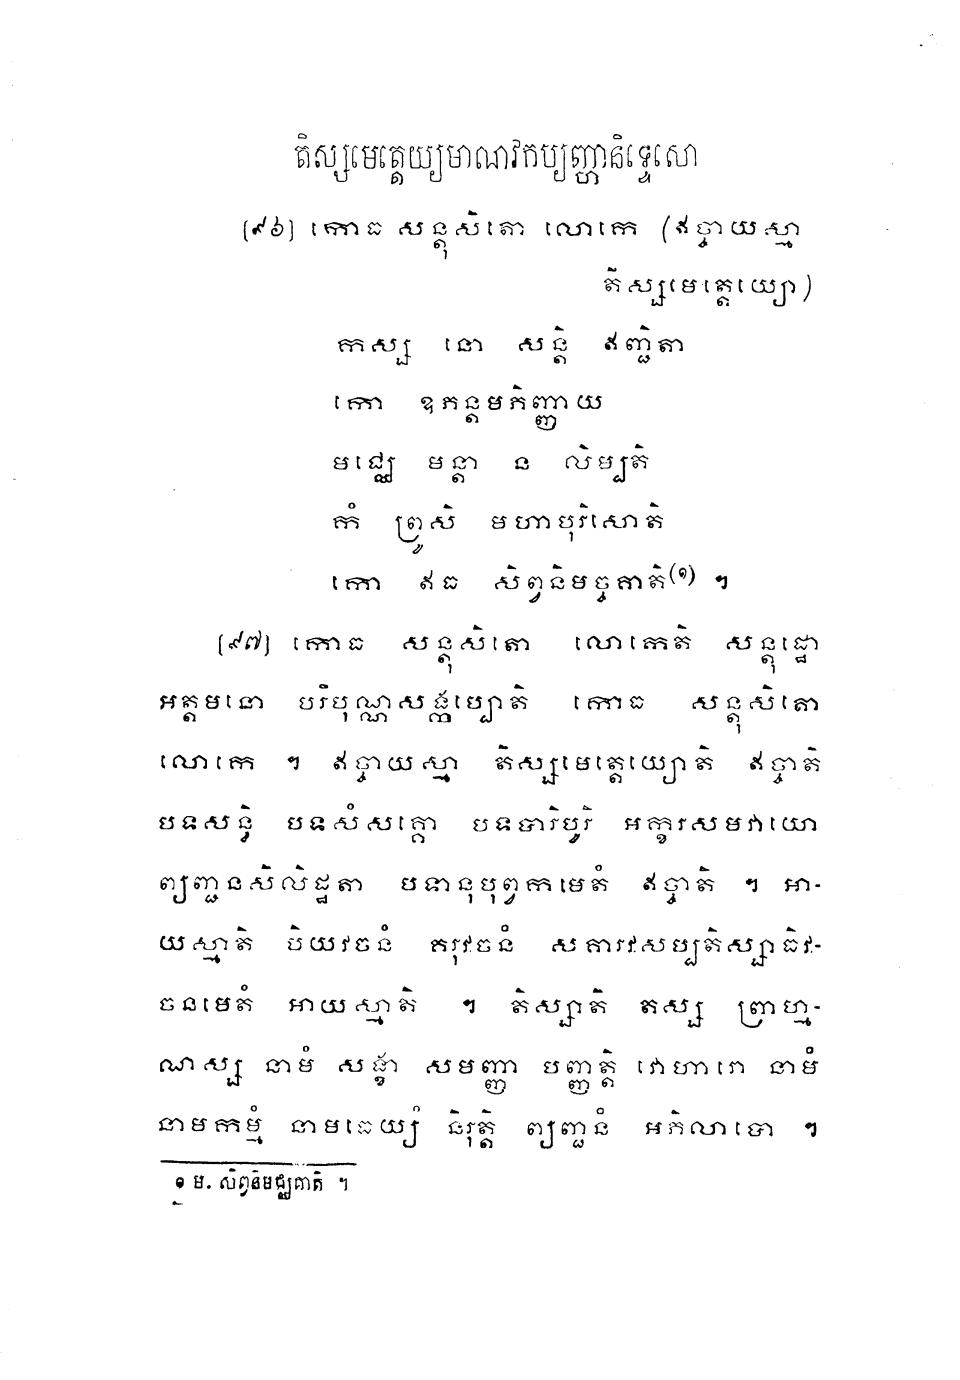 តិស្សមេត្តេយ្យមាណវកប្បញ្ហានិទ្ទេសោ
[៩៦] កោធ សន្តុសិតោ លោកេ (ឥច្ចាយស្មា
តិស្សមេត្តេយ្យោ)
កស្ស នោ សន្តិ ឥញ្ជិតា
កោ ឧភន្តមភិញ្ញាយ
មជ្ឈេ មន្តា ន លិម្បតិ
កំ ព្រូសិ មហាបុរិសោតិ
កោ ឥធ សិព្វនិមច្ចគាតិ(១) ។
[៩៧] កោធ សន្តុសិតោ លោកេតិ សន្តុដ្ឋោ
អត្តមនោ បរិបុណ្ណសង្កប្បោតិ កោធ សន្តុសិតោ
លោកេ ។ ឥច្ចាយស្មា តិស្សមេត្តេយ្យោតិ ឥច្ចាតិ
បទសន្ធិ បទសំសគ្គោ បទបារិបូរិ អក្ខរសមវាយោ
ព្យញ្ជនសិលិដ្ឋតា បទានុបុព្វកមេតំ ឥច្ចាតិ ។ អា-
យស្មាតិ បិយវចនំ គរុវចនំ សគារវសប្បតិស្សាធិវ-
ចនមេតំ អាយស្មាតិ ។ តិស្សាតិ តស្ស ព្រាហ្ម-
ណស្ស នាមំ សង្ខា សមញ្ញា បញ្ញត្តិ វោហារោ នាមំ
នាមកម្មំ នាមធេយ្យំ និរុត្តិ ព្យញ្ជនំ អភិលាបោ ។
១ ម. សិព្វនិមជ្ឈគាតិ ។